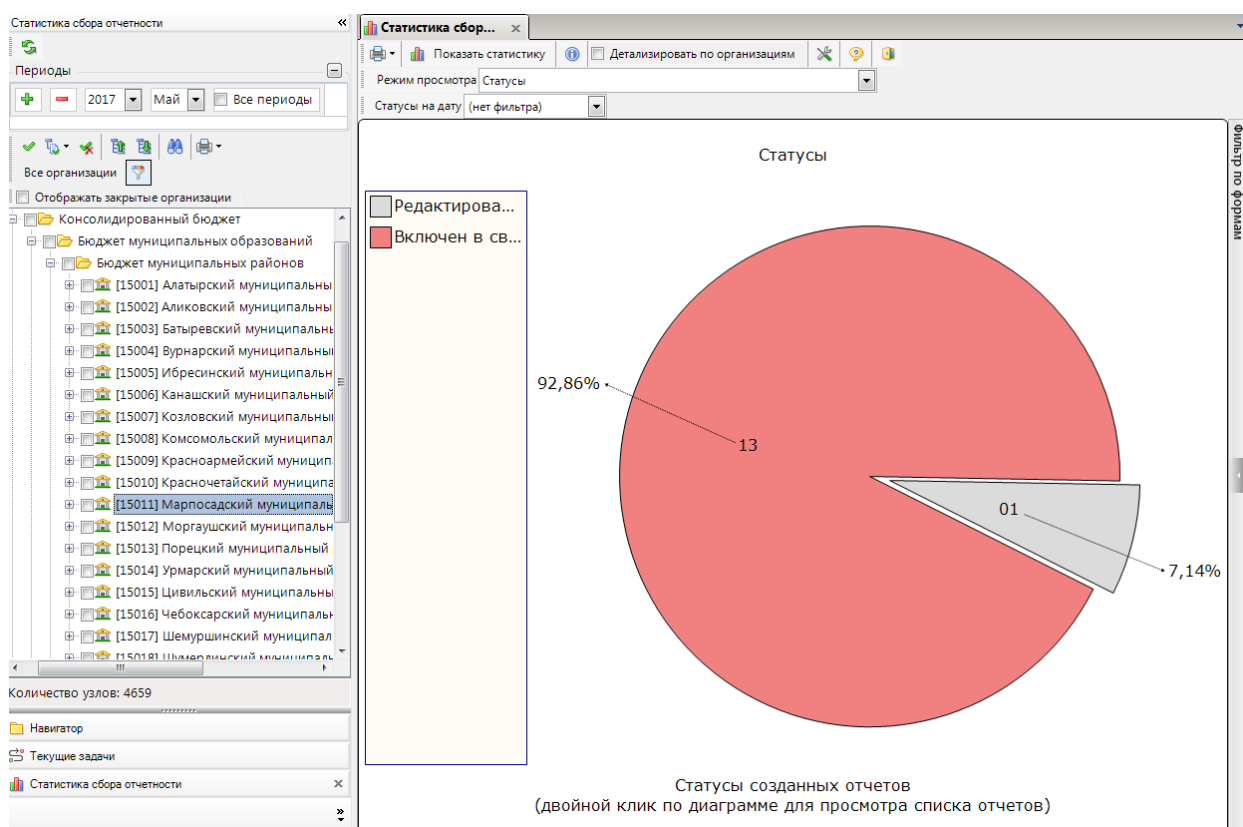 Статистика сбора отчетности
Периоды
2017 Май Все периоды
Все организации
Отображать закрытые организации
Консолидированный бюджет
Бюджет муниципальных образований
Бюджет муниципальных районов
[15001] Алатырский муниципальны
[15002] Аликовский муниципальны
[15003] Батыревский муниципальн
[15004] Вурнарский муниципальны
[15005] Ибресинский муниципальн
[15006] Канашский муниципальный
[15007] Козловский муниципальны
[15008] Комсомольский муниципал
[15009] Красноармейский муницип
[15010] Красночетайский муниципа
[15011] Марпосадский муниципаль
[15012] Моргаушский муниципальн
[15013] Порецкий муниципальный
[15014] Урмарский муниципальный
[15015] Цивильский муниципальны
[15016] Чебоксарский муниципальн
[15017] Шемуршинский муниципал
[15018] Шумерлинский муниципаль
Количество узлов: 4659
Навигатор
Текущие задачи
Статистика сбора отчетности
Статистика сбор...
Показать статистику Детализировать по организациям
Режим просмотра Статусы
Статусы на дату (нет фильтра)
Статусы
Редактирова...
Включен в св...
92,86%
13
01
7,14%
Статусы созданных отчетов
(двойной клик по диаграмме для просмотра списка отчетов)
Фильтр по формам